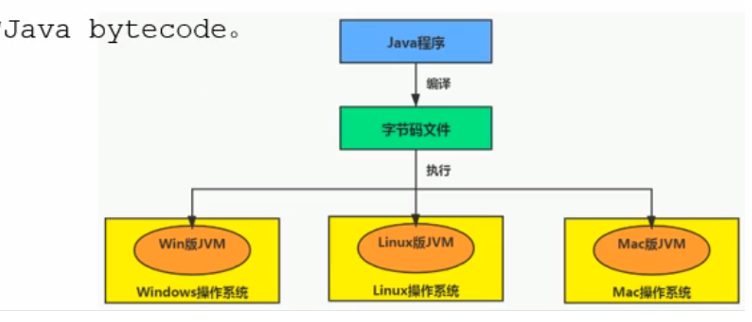 Java bytecode。
Java程序
编译
字节码文件
执行
Win版JVM
Linux版JVM
Mac版JVM
Windows操作系统
Linux操作系统
Mac操作系统